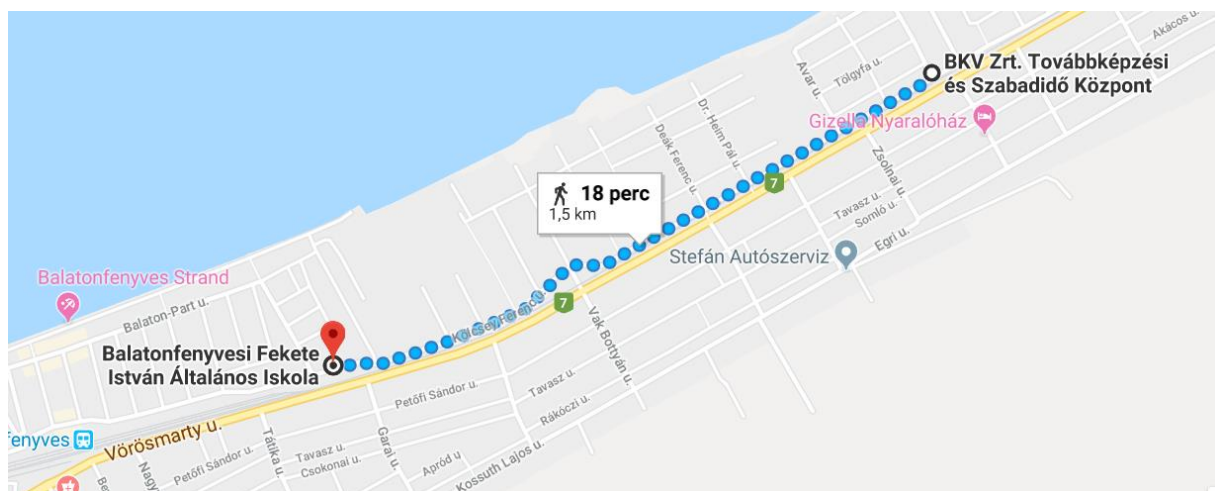 BKV Zrt. Továbbképzési
és Szabadidő Központ
Akácos u.
Avar u.
Tölgyfa u.
Gizella Nyaralóház
Dr. Heim Pál u.
Deák Ferenc u.
Zsolnai u.
7
18 perc
1,5 km
Tavasz u.
Somló u.
Egri u.
Stefán Autószerviz
Balatonfenyves Strand
Balaton-Part u.
Kölcsey Ferenc u.
7
Vak Bottyán u.
Balatonfenyvesi Fekete
István Általános Iskola
Petőfi Sándor u.
Tavasz u.
Rákóczi u.
fenyves
Vörösmarty u.
Tátika u.
Garai u.
Tavasz u.
Petőfi Sándor u.
Csokonai u.
Apród u
Kossuth Lajos u.
Nagy